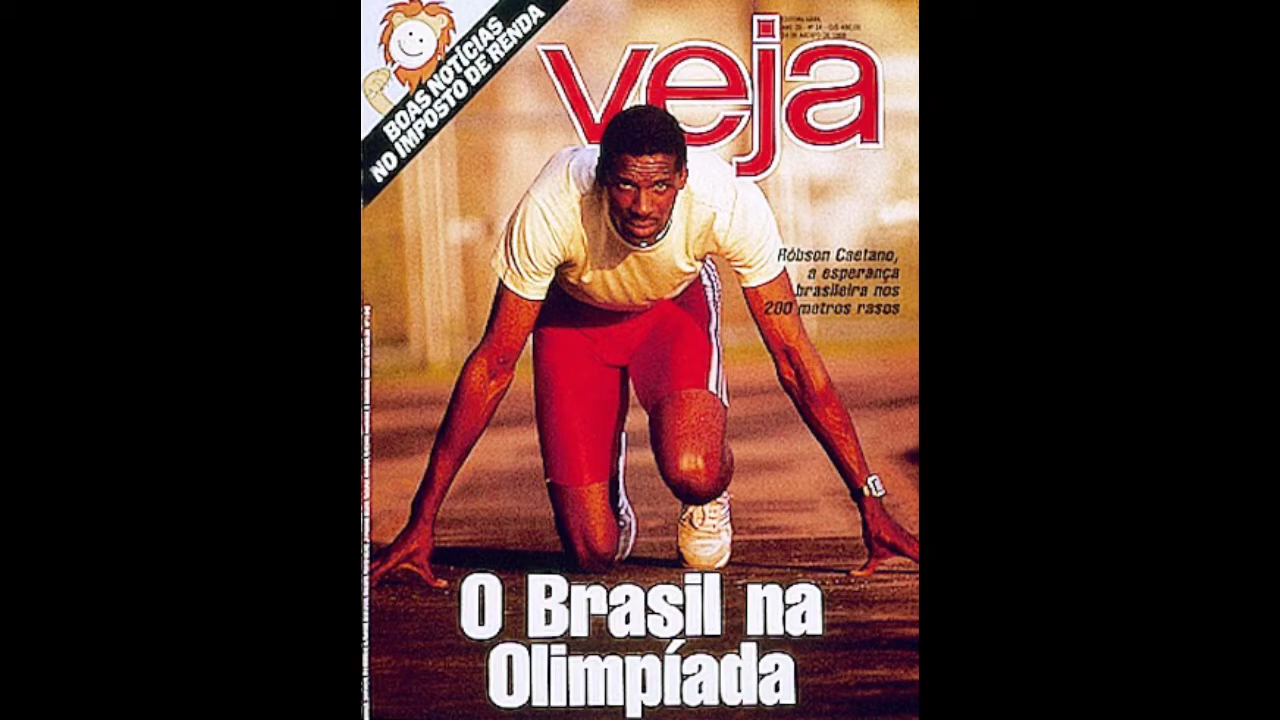 BOAS NOTÍCIAS
NO IMPOSTO DE RENDA
veja
Róbson Caetano,
a esperança
brasileira nos
200 metros rasos
O Brasil na
Olimpíada